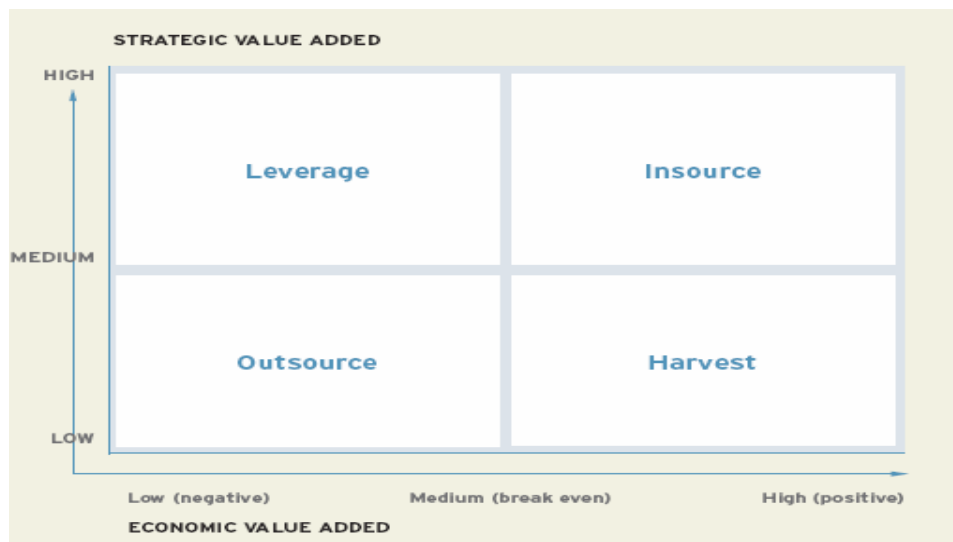 STRATEGIC VALUE ADDED
HIGH
Leverage
Insource
MEDIUM
Outsource
Harvest
LOW
Low (negative)
Medium (break even)
High (positive)
ECONOMIC VALUE ADDED